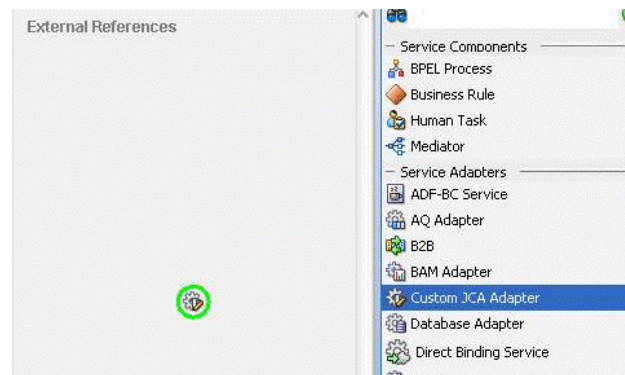 External References
Service Components
BPEL Process
Business Rule
Human Task
Mediator
Service Adapters
ADF-BC Service
AQ Adapter
B2B
BAM Adapter
Custom JCA Adapter
Database Adapter
Direct Binding Service